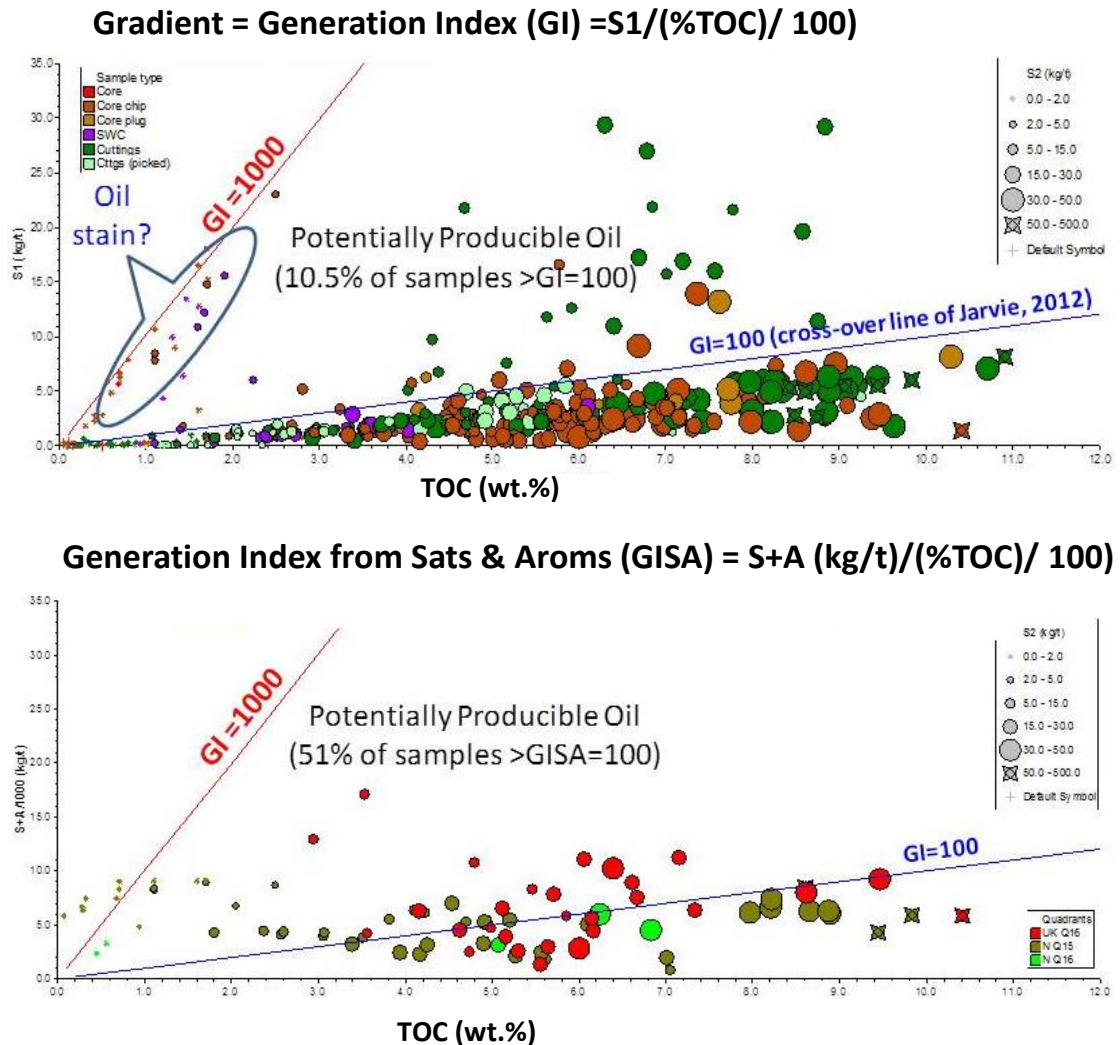 Gradient = Generation Index (GI) =S1/(%TOC)/ 100)
35.0
30.0
25.0
20.0
15.0
10.0
5.0
0.0
S1 (kg/t)
Sample type
Core
Core chip
Core plug
SWC
Cuttings
Cttgs (picked)
Oil
stain?
GI =1000
Potentially Producible Oil
(10.5% of samples >GI=100)
GI=100 (cross-over line of Jarvie, 2012)
S2 (kg/t)
0.0 - 2.0
2.0 - 5.0
5.0 - 15.0
15.0 - 30.0
30.0 - 50.0
50.0 - 500.0
Default Symbol
0.0 1.0 2.0 3.0 4.0 5.0 6.0 7.0 8.0 9.0 10.0 11.0 12.0
TOC (wt.%)
Generation Index from Sats & Aroms (GISA) = S+A (kg/t)/(%TOC)/ 100)
35.0
30.0
25.0
20.0
15.0
10.0
5.0
0.0
S+A/1000 (kg/t)
GI =1000
Potentially Producible Oil
(51% of samples >GISA=100)
GI=100
S2 (kg/t)
0.0 - 2.0
2.0 - 5.0
5.0 - 15.0
15.0 - 30.0
30.0 - 50.0
50.0 - 500.0
Default Symbol
Quadrants
UK Q16
N Q15
N Q16
0.0 1.0 2.0 3.0 4.0 5.0 6.0 7.0 8.0 9.0 10.0 11.0 12.0
TOC (wt.%)